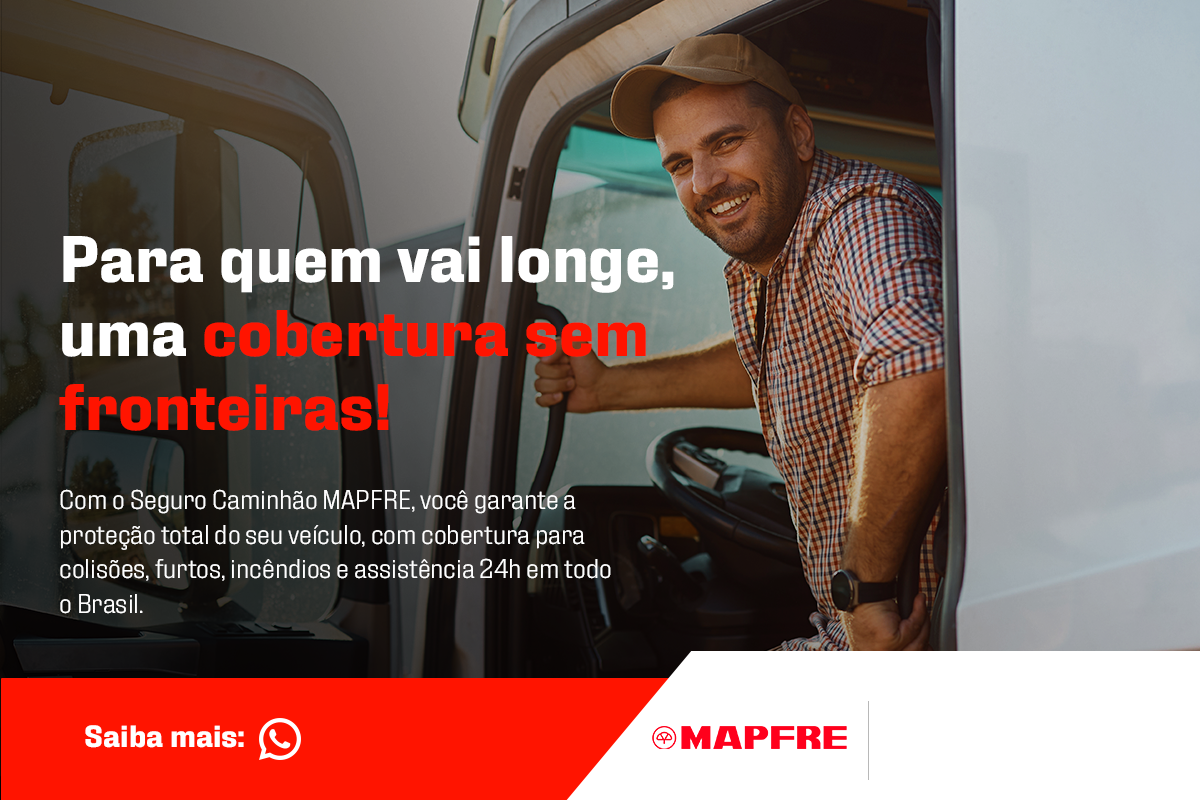 Para quem vai longe,
uma cobertura sem
fronteiras!
Com o Seguro Caminhão MAPFRE, você garante a
proteção total do seu veículo, com cobertura para
colisões, furtos, incêndios e assistência 24h em todo
o Brasil.
Saiba mais:
MAPFRE